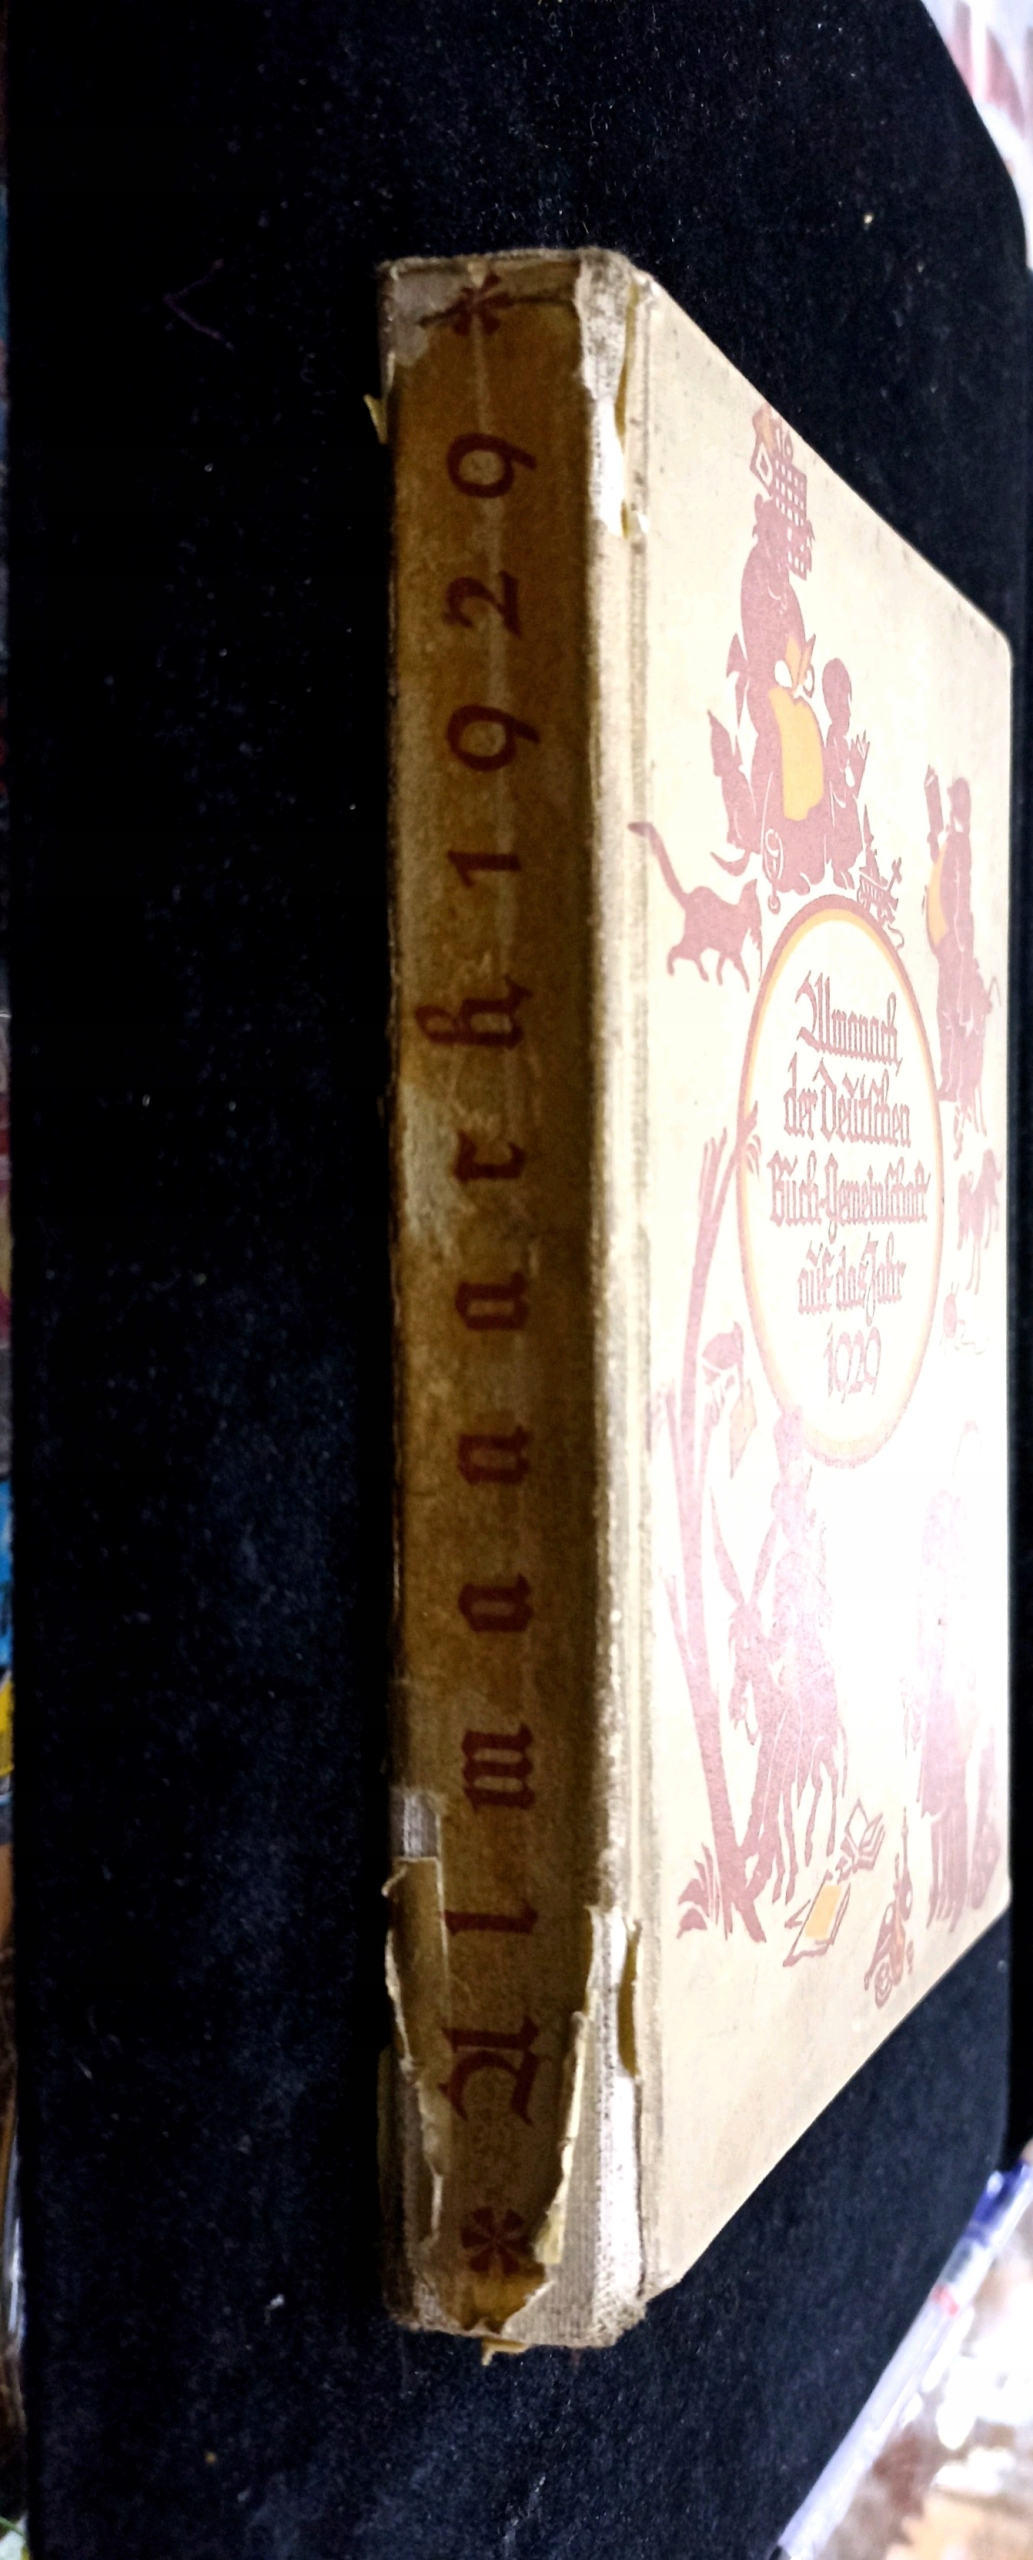 Almanach 1929
Almanach
der Deutschen
Buch-Gemeinschaft
auf das Jahr
1929